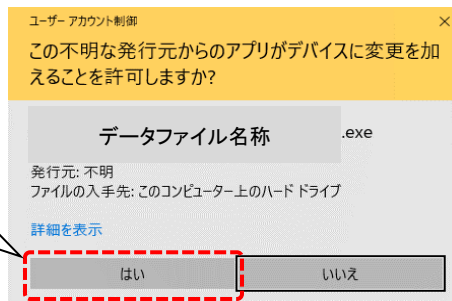 ユーザー アカウント制御
この不明な発行元からのアプリがデバイスに変更を加
えることを許可しますか?
データファイル名称 .exe
発行元: 不明
ファイルの入手先: このコンピューター上のハード ドライブ
詳細を表示
はい いいえ